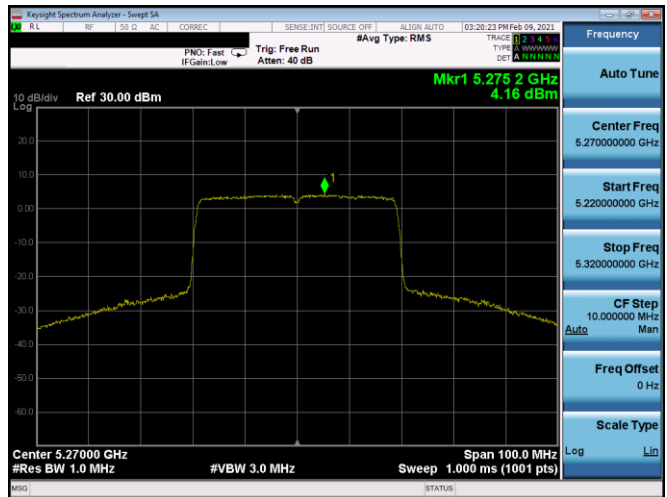 Keysight Spectrum Analyzer - Swept SA
RL RF 50 Ω AC CORREC SENSE:INT SOURCE OFF ALIGN AUTO 03:20:23 PM Feb 09, 2021
#Avg Type: RMS
TRACE 1 2 3 4 5 6
PNO: Fast Trig: Free Run TYPE A WWWWW
IFGain:Low Atten: 40 dB DET A N N N N N
Mkr1 5.275 2 GHz
4.16 dBm
10 dB/div Ref 30.00 dBm
Log
20.0
10.0
0.00
-10.0
-20.0
-30.0
-40.0
-50.0
-60.0
1
Center 5.27000 GHz Span 100.0 MHz
#Res BW 1.0 MHz #VBW 3.0 MHz Sweep 1.000 ms (1001 pts)
MSG STATUS
Frequency
Auto Tune
Center Freq
5.270000000 GHz
Start Freq
5.220000000 GHz
Stop Freq
5.320000000 GHz
CF Step
10.000000 MHz
Auto Man
Freq Offset
0 Hz
Scale Type
Log Lin